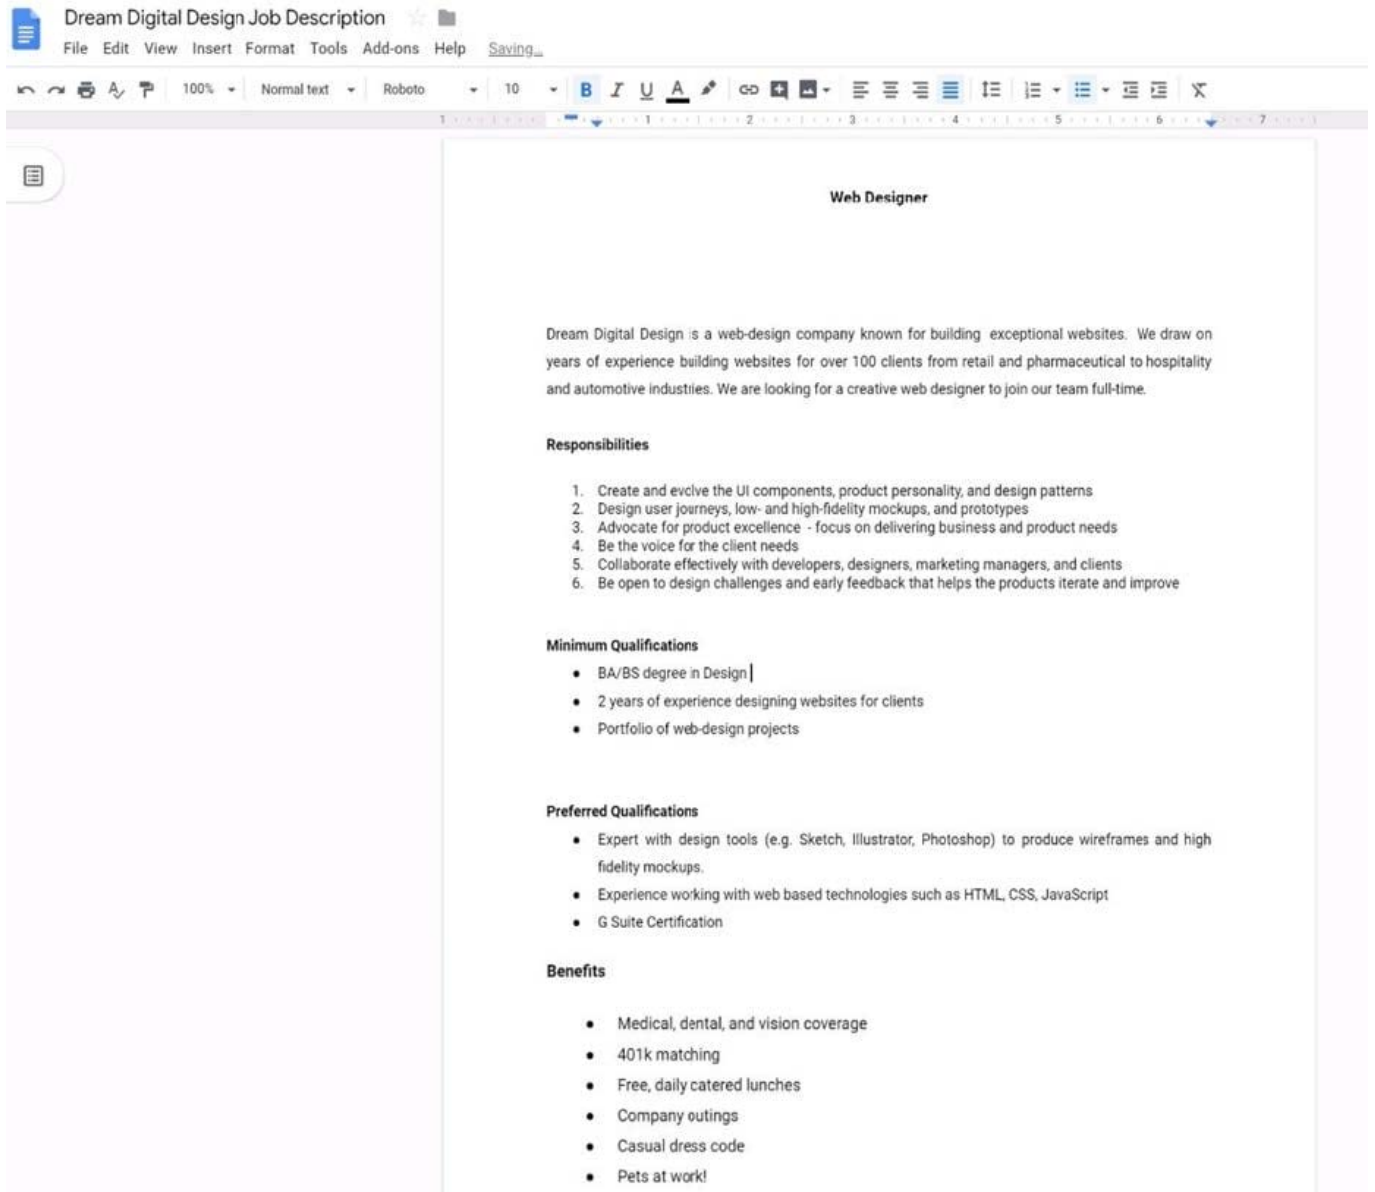 Dream Digital Design Job Description
File Edit View Insert Format Tools Add-ons Help Saving...
100% Normal text Roboto 10 B I U A
1 1 2 3 4 5 6 7
Web Designer
Dream Digital Design is a web-design company known for building exceptional websites. We draw on
years of experience building websites for over 100 clients from retail and pharmaceutical to hospitality
and automotive industries. We are looking for a creative web designer to join our team full-time.
Responsibilities
1. Create and evolve the UI components, product personality, and design patterns
2. Design user journeys, low- and high-fidelity mockups, and prototypes
3. Advocate for product excellence - focus on delivering business and product needs
4. Be the voice for the client needs
5. Collaborate effectively with developers, designers, marketing managers, and clients
6. Be open to design challenges and early feedback that helps the products iterate and improve
Minimum Qualifications
● BA/BS degree in Design
● 2 years of experience designing websites for clients
● Portfolio of web-design projects
Preferred Qualifications
● Expert with design tools (e.g. Sketch, Illustrator, Photoshop) to produce wireframes and high
fidelity mockups.
● Experience working with web based technologies such as HTML, CSS, JavaScript
● G Suite Certification
Benefits
● Medical, dental, and vision coverage
● 401k matching
● Free, daily catered lunches
● Company outings
● Casual dress code
● Pets at work!